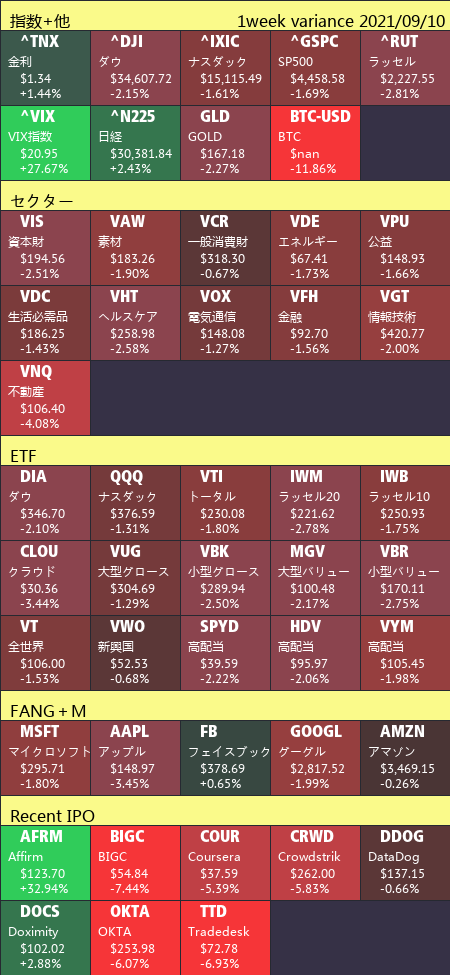 指数+他 1week variance 2021/09/10
^TNX ^DJI ^IXIC ^GSPC ^RUT
金利 ダウ ナスダック SP500 ラッセル
$1.34 $34,607.72 $15,115.49 $4,458.58 $2,227.55
+1.44% -2.15% -1.61% -1.69% -2.81%
^VIX ^N225 GLD BTC-USD
VIX指数 日経 GOLD BTC
$20.95 $30,381.84 $167.18 $nan
+27.67% +2.43% -2.27% -11.86%
セクター
VIS VAW VCR VDE VPU
資本財 素材 一般消費財 エネルギー 公益
$194.56 $183.26 $318.30 $67.41 $148.93
-2.51% -1.90% -0.67% -1.73% -1.66%
VDC VHT VOX VFH VGT
生活必需品 ヘルスケア 電気通信 金融 情報技術
$186.25 $258.98 $148.08 $92.70 $420.77
-1.43% -2.58% -1.27% -1.56% -2.00%
VNQ
不動産
$106.40
-4.08%
ETF
DIA QQQ VTI IWM IWB
ダウ ナスダック トータル ラッセル20 ラッセル10
$346.70 $376.59 $230.08 $221.62 $250.93
-2.10% -1.31% -1.80% -2.78% -1.75%
CLOU VUG VBK MGV VBR
クラウド 大型グロース 小型グロース 大型バリュー 小型バリュー
$30.36 $304.69 $289.94 $100.48 $170.11
-3.44% -1.29% -2.50% -2.17% -2.75%
VT VWO SPYD HDV VYM
全世界 新興国 高配当 高配当 高配当
$106.00 $52.53 $39.59 $95.97 $105.45
-1.53% -0.68% -2.22% -2.06% -1.98%
FANG+M
MSFT AAPL FB GOOGL AMZN
マイクロソフト アップル フェイスブック グーグル アマゾン
$295.71 $148.97 $378.69 $2,817.52 $3,469.15
-1.80% -3.45% +0.65% -1.99% -0.26%
Recent IPO
AFRM BIGC COUR CRWD DDOG
Affirm BIGC Coursera Crowdstrik DataDog
$123.70 $54.84 $37.59 $262.00 $137.15
+32.94% -7.44% -5.39% -5.83% -0.66%
DOCS OKTA TTD
Doximity OKTA Tradedesk
$102.02 $253.98 $72.78
+2.88% -6.07% -6.93%